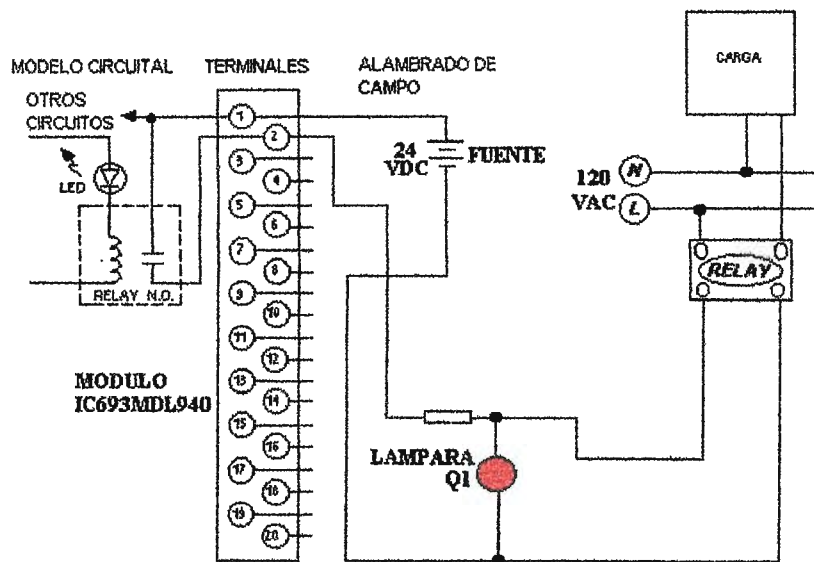 MODELO CIRCUITAL
TERMINALES
ALAMBRADO DE
CAMPO
CARGA
OTROS
CIRCUITOS
LED
RELAY N.O.
1
2
3
4
5
6
7
8
9
10
11
12
13
14
15
16
17
18
19
20
24
VDC
FUENTE
120
VAC
N
L
RELAY
MODULO
IC693MDL940
LAMPARA
Q1